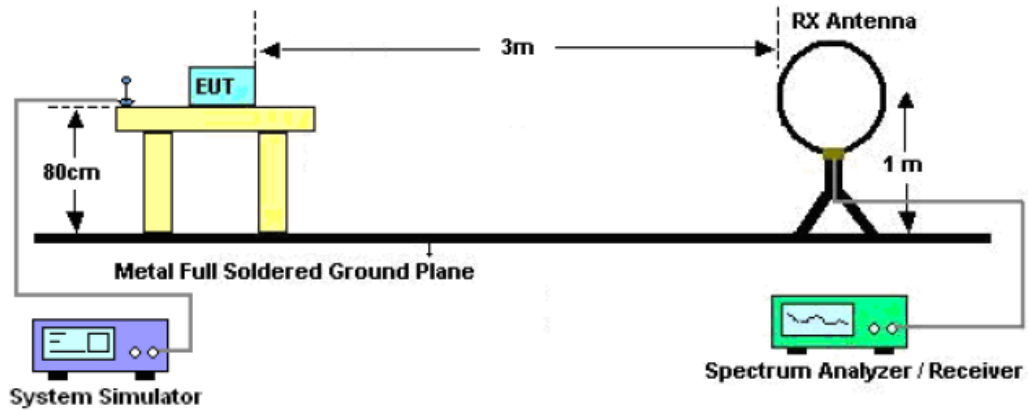 RX Antenna
3m
EUT
80cm
1 m
Metal Full Soldered Ground Plane
System Simulator
Spectrum Analyzer / Receiver